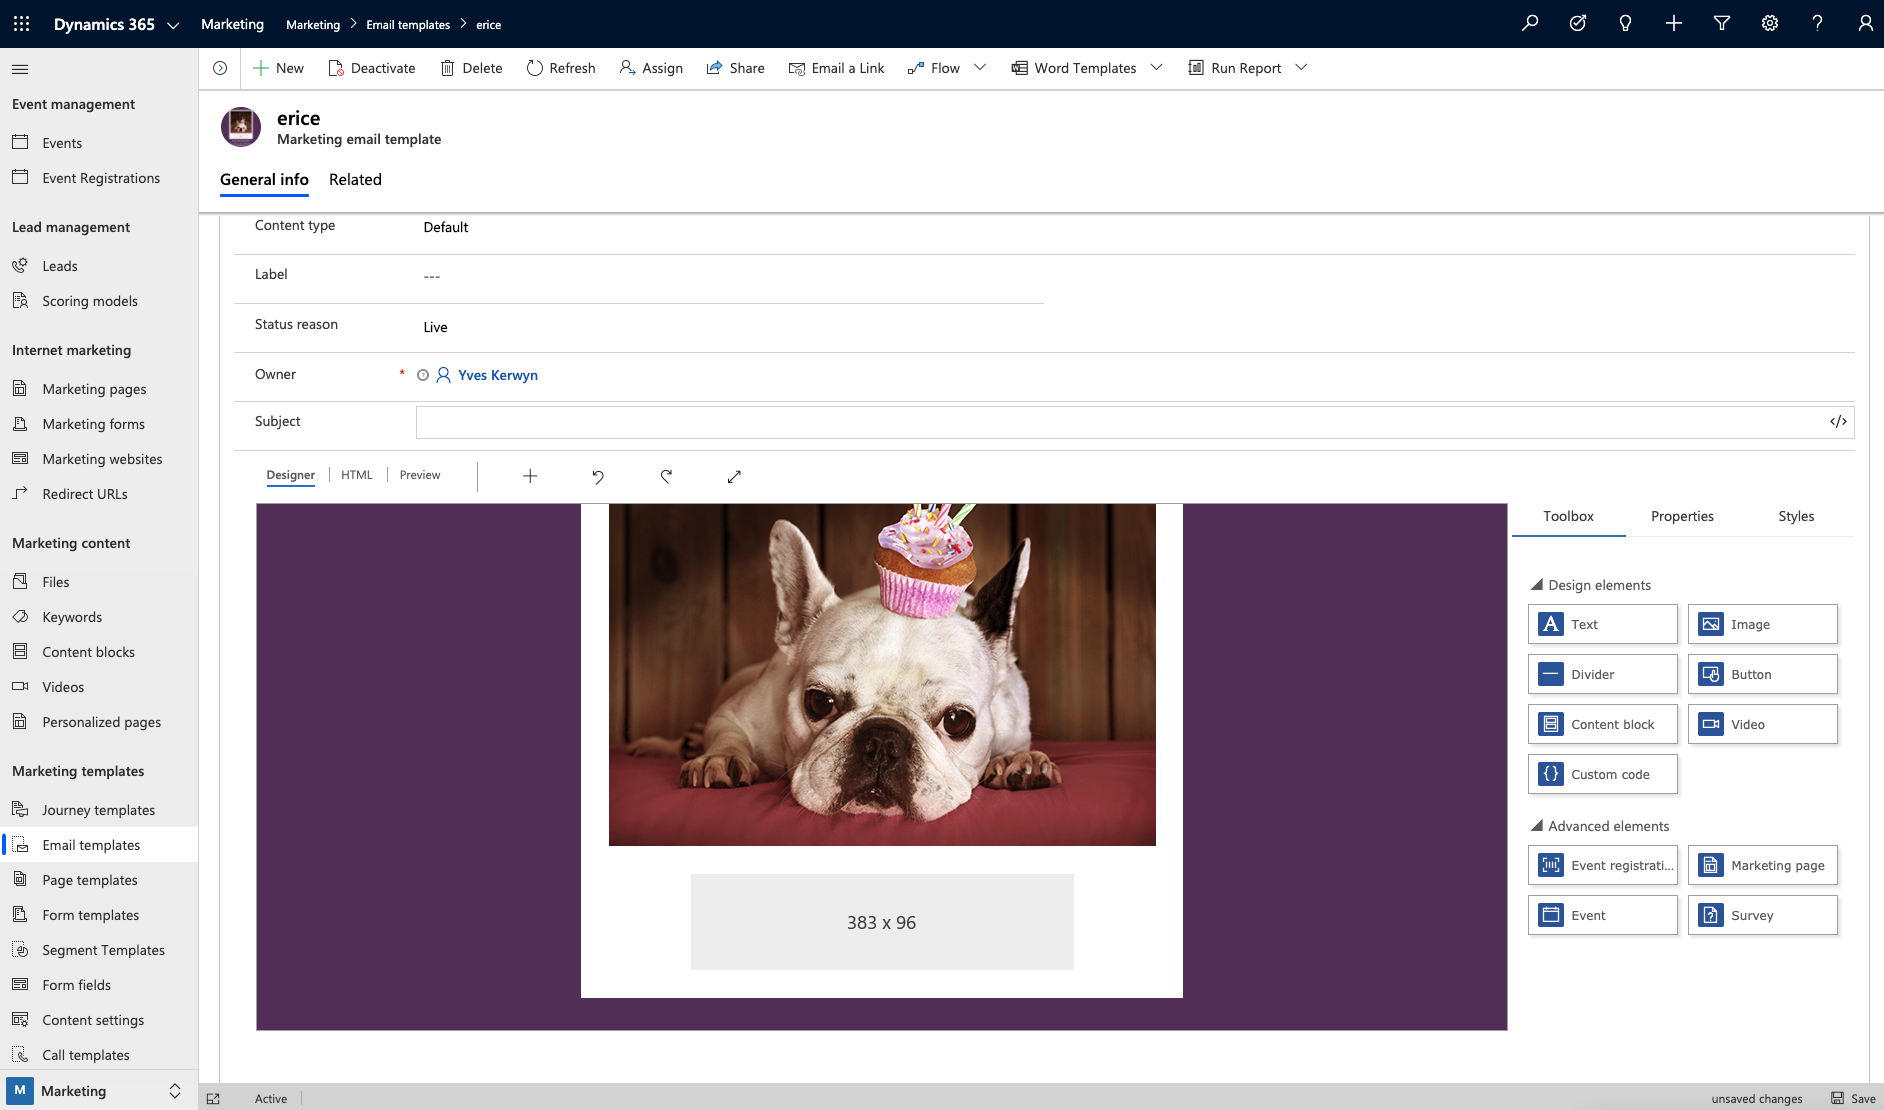 Dynamics 365 Marketing Marketing Email templates erice
New Deactivate Delete Refresh Assign Share Email a Link Flow Word Templates Run Report
Event management
Events
Event Registrations
Lead management
Leads
Scoring models
Internet marketing
Marketing pages
Marketing forms
Marketing websites
Redirect URLs
Marketing content
Files
Keywords
Content blocks
Videos
Personalized pages
Marketing templates
Journey templates
Email templates
Page templates
Form templates
Segment Templates
Form fields
Content settings
Call templates
M Marketing
erice
Marketing email template
General info Related
Content type Default
Label ---
Status reason Live
Owner * Yves Kerwyn
Subject </>
Designer HTML Preview
383 x 96
Toolbox Properties Styles
Design elements
Text Image
Divider Button
Content block Video
Custom code
Advanced elements
Event registrati... Marketing page
Event Survey
Active unsaved changes Save